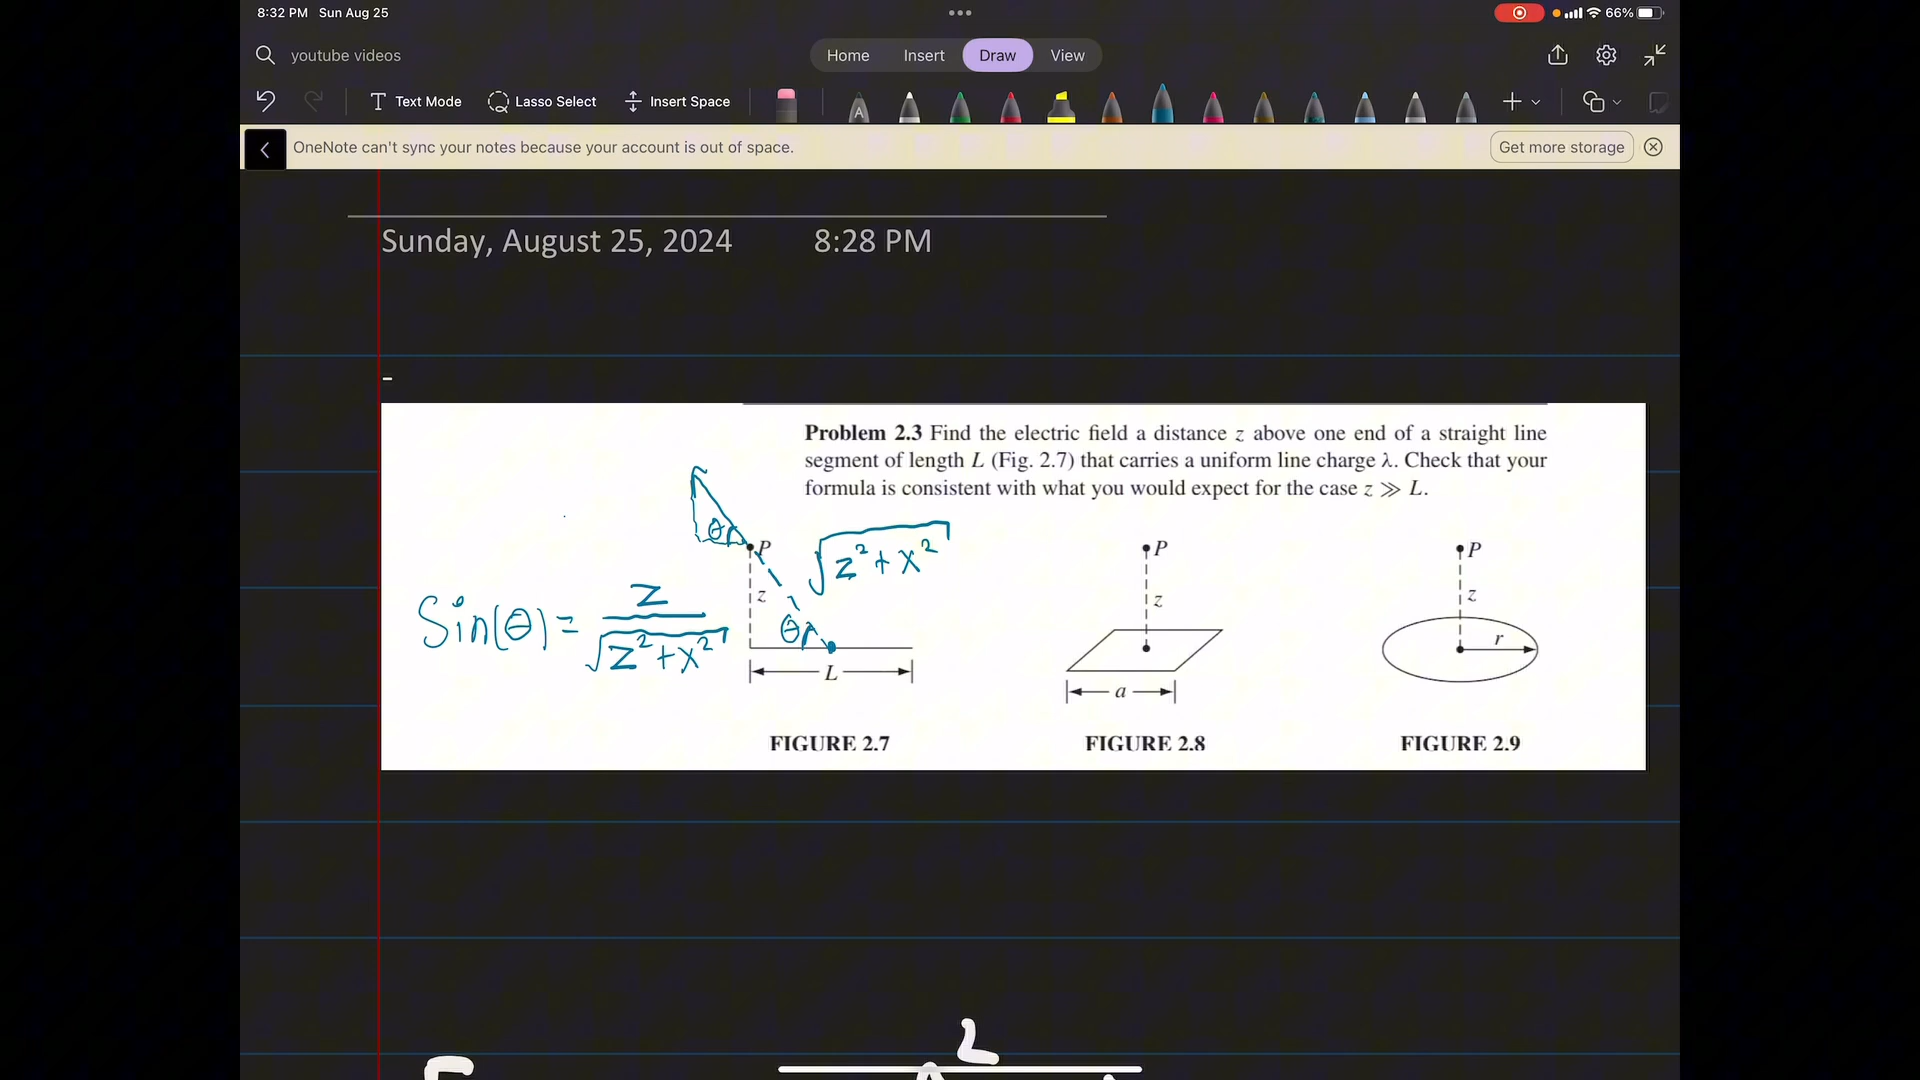 8:32 PM Sun Aug 25
66%
youtube videos
Home Insert Draw View
Text Mode Lasso Select Insert Space
A
OneNote can't sync your notes because your account is out of space.
Get more storage
Sunday, August 25, 2024 8:28 PM
-
Problem 2.3 Find the electric field a distance z above one end of a straight line
segment of length L (Fig. 2.7) that carries a uniform line charge λ. Check that your
formula is consistent with what you would expect for the case z ≫ L.
θ
P
√(z²+x²)
z
θ
Sin(θ) = z/√(z²+x²)
L
FIGURE 2.7
P
z
a
FIGURE 2.8
P
z
r
FIGURE 2.9